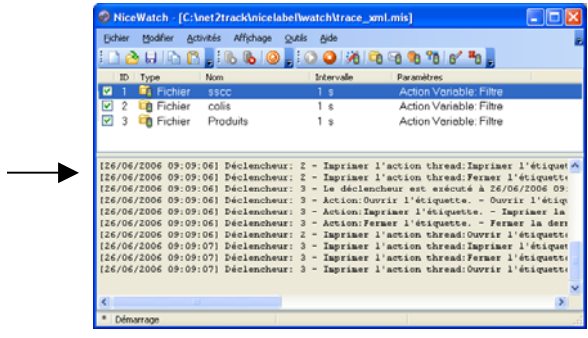 NiceWatch - [C:\net2track\nicelabel\watch\trace_xml.mis]
Fichier Modifier Activités Affichage Outils Aide
ID Type Nom Intervalle Paramètres
1 Fichier sscc 1 s Action Variable: Filtre
2 Fichier colis 1 s Action Variable: Filtre
3 Fichier Produits 1 s Action Variable: Filtre
[26/06/2006 09:09:06] Déclencheur: 2 - Imprimer l'action thread:Imprimer l'étiquet
[26/06/2006 09:09:06] Déclencheur: 2 - Imprimer l'action thread:Fermer l'étiquette
[26/06/2006 09:09:06] Déclencheur: 3 - Le déclencheur est exécuté à 26/06/2006 09:
[26/06/2006 09:09:06] Déclencheur: 3 - Action:Ouvrir l'étiquette. - Ouvrir l'étiq
[26/06/2006 09:09:06] Déclencheur: 3 - Action:Imprimer l'étiquette. - Imprimer la
[26/06/2006 09:09:06] Déclencheur: 3 - Action:Fermer l'étiquette. - Fermer la der
[26/06/2006 09:09:06] Déclencheur: 2 - Imprimer l'action thread:Ouvrir l'étiquette
[26/06/2006 09:09:07] Déclencheur: 3 - Imprimer l'action thread:Imprimer l'étiquet
[26/06/2006 09:09:07] Déclencheur: 3 - Imprimer l'action thread:Fermer l'étiquette
[26/06/2006 09:09:07] Déclencheur: 3 - Imprimer l'action thread:Ouvrir l'étiquette
* Démarrage